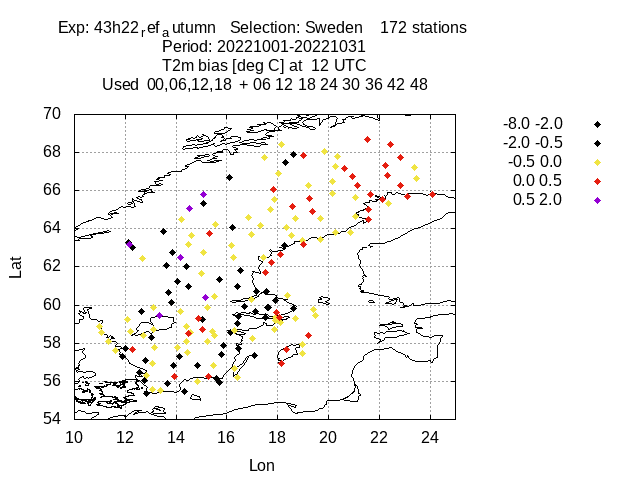 Exp: 43h22refautumn Selection: Sweden 172 stations
Period: 20221001-20221031
T2m bias [deg C] at 12 UTC
Used 00,06,12,18 + 06 12 18 24 30 36 42 48
-8.0 -2.0
-2.0 -0.5
-0.5 0.0
0.0 0.5
0.5 2.0
70
68
66
64
62
60
58
56
54
Lat
10 12 14 16 18 20 22 24
Lon